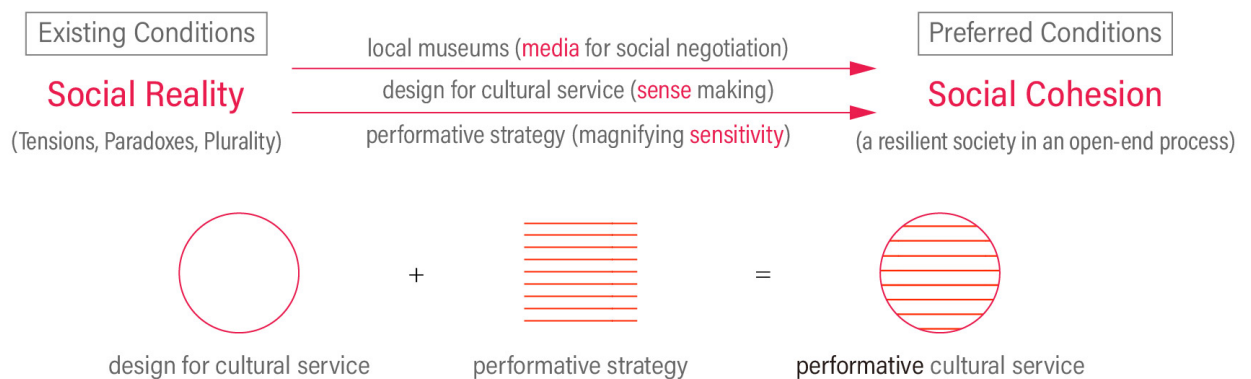 Existing Conditions
Social Reality
(Tensions, Paradoxes, Plurality)
local museums (media for social negotiation)
design for cultural service (sense making)
performative strategy (magnifying sensitivity)
Preferred Conditions
Social Cohesion
(a resilient society in an open-end process)
+
=
design for cultural service
performative strategy
performative cultural service